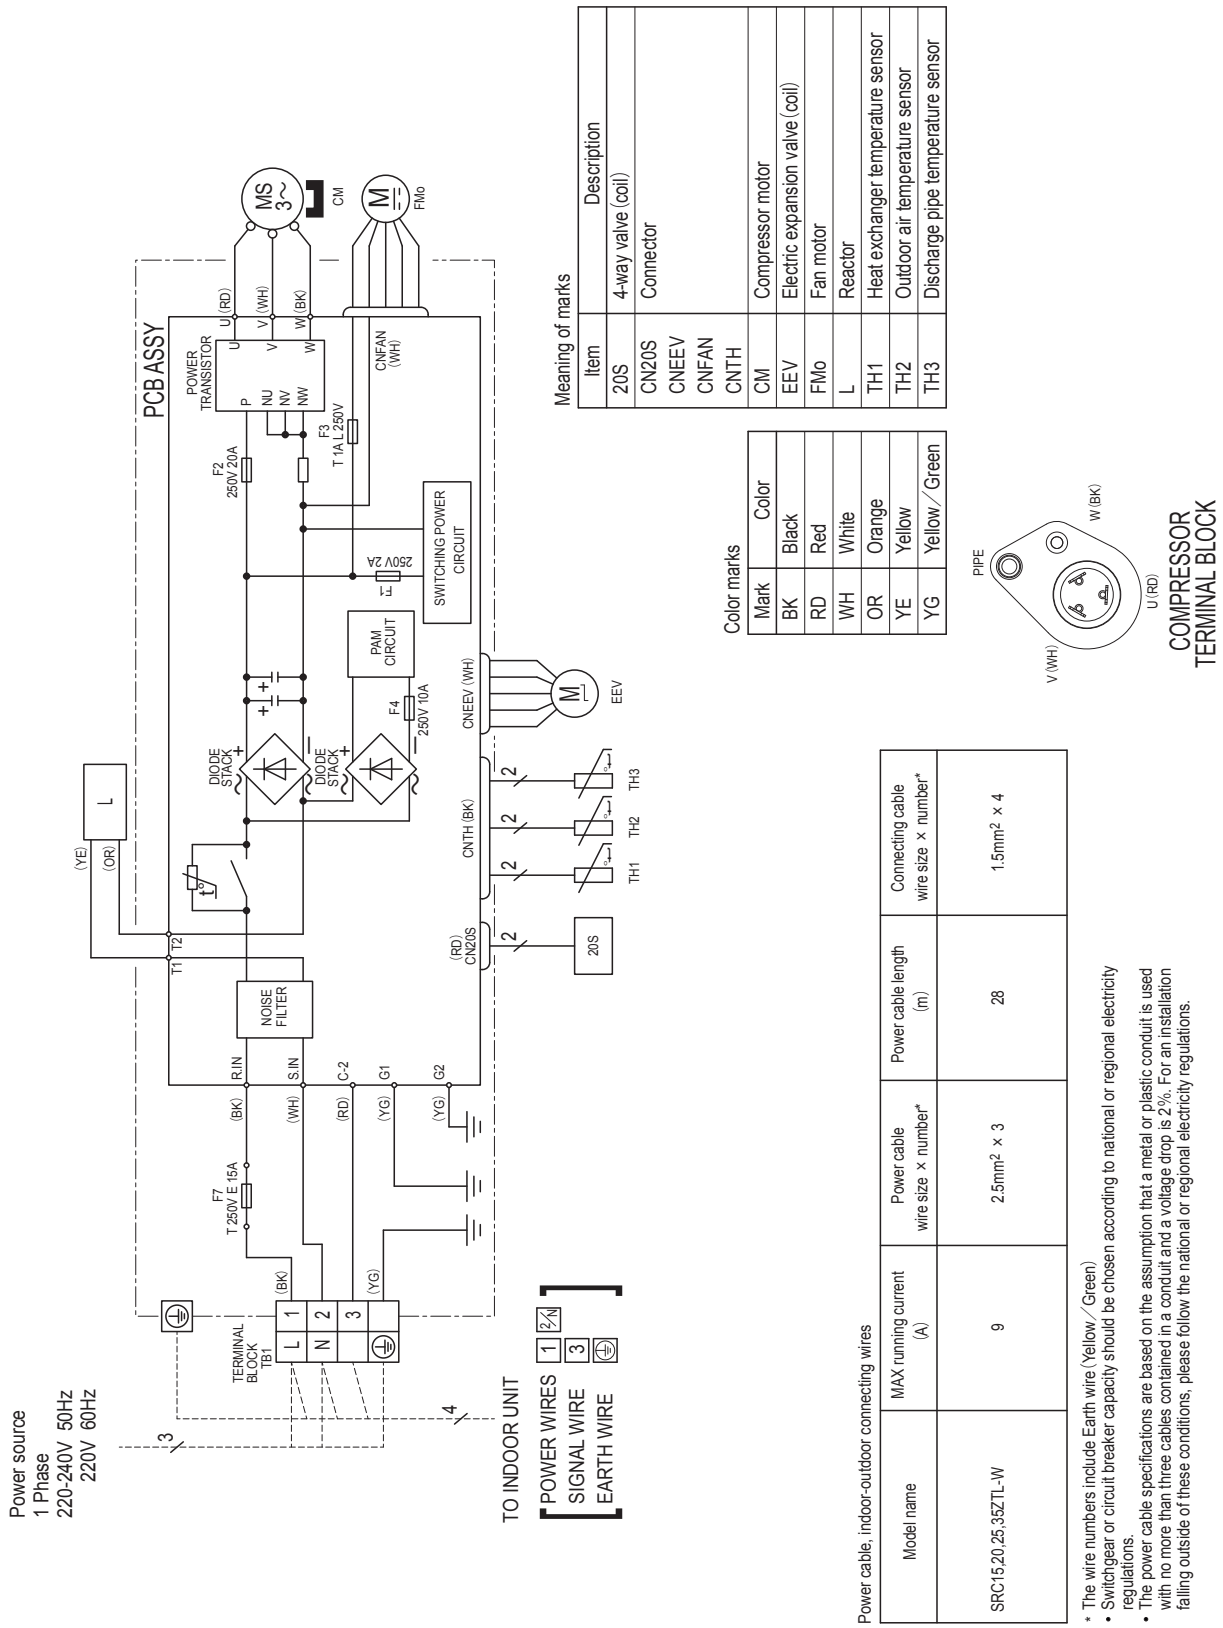 Power source
1 Phase
220-240V 50Hz
220V 60Hz
3
4
TERMINAL
BLOCK
TB1
L 1
N 2
3
(BK)
(YG)
TO INDOOR UNIT
POWER WIRES 1 2/N
SIGNAL WIRE 3
EARTH WIRE
F7
T 250V E 15A
(BK)
(WH)
(RD)
(YG)
(YG)
R.IN
S.IN
C-2
G1
G2
NOISE
FILTER
T1
T2
(YE)
(OR)
L
t°
PCB ASSY
DIODE
STACK
+
−
DIODE
STACK
+
−
+
+
PAM
CIRCUIT
F4
250V 10A
F1
250V 2A
SWITCHING POWER
CIRCUIT
F2
250V 20A
F3
T 1A L 250V
POWER
TRANSISTOR
P
NU
NV
NW
U
V
W
U (RD)
V (WH)
W (BK)
MS
3~
CM
CNFAN
(WH)
M
FMo
(RD)
CN20S
2
20S
CNTH (BK)
2
2
2
t°
t°
t°
TH1
TH2
TH3
CNEEV (WH)
M
EEV
Meaning of marks
Item Description
20S 4-way valve (coil)
CN20S Connector
CNEEV
CNFAN
CNTH
CM Compressor motor
EEV Electric expansion valve (coil)
FMo Fan motor
L Reactor
TH1 Heat exchanger temperature sensor
TH2 Outdoor air temperature sensor
TH3 Discharge pipe temperature sensor
Color marks
Mark Color
BK Black
RD Red
WH White
OR Orange
YE Yellow
YG Yellow/Green
PIPE
V (WH)
W (BK)
U (RD)
COMPRESSOR
TERMINAL BLOCK
Power cable, indoor-outdoor connecting wires
Model name
MAX running current
(A)
Power cable
wire size × number*
Power cable length
(m)
Connecting cable
wire size × number*
SRC15,20,25,35ZTL-W 9 2.5mm² × 3 28 1.5mm² × 4
* The wire numbers include Earth wire (Yellow/Green)
• Switchgear or circuit breaker capacity should be chosen according to national or regional electricity
regulations.
• The power cable specifications are based on the assumption that a metal or plastic conduit is used
with no more than three cables contained in a conduit and a voltage drop is 2%. For an installation
falling outside of these conditions, please follow the national or regional electricity regulations.